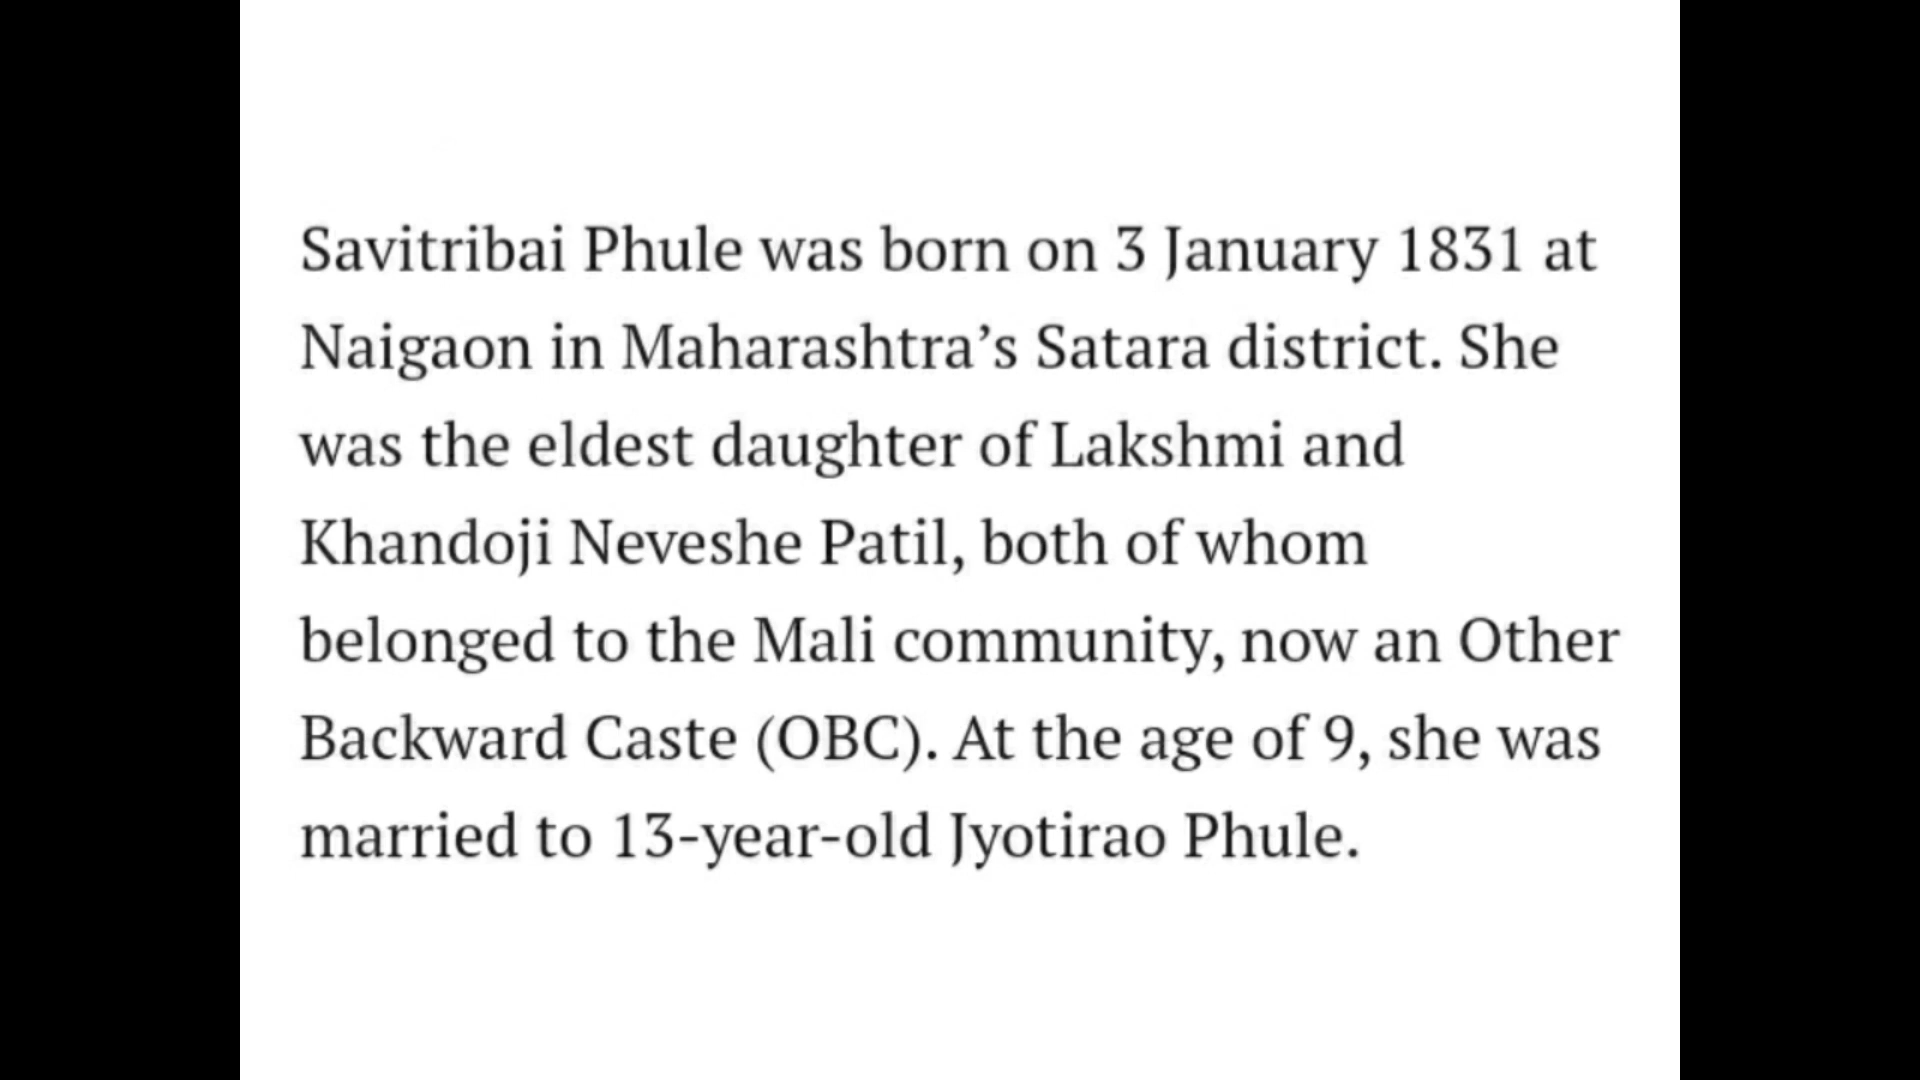 Savitribai Phule was born on 3 January 1831 at
Naigaon in Maharashtra’s Satara district. She
was the eldest daughter of Lakshmi and
Khandoji Neveshe Patil, both of whom
belonged to the Mali community, now an Other
Backward Caste (OBC). At the age of 9, she was
married to 13-year-old Jyotirao Phule.